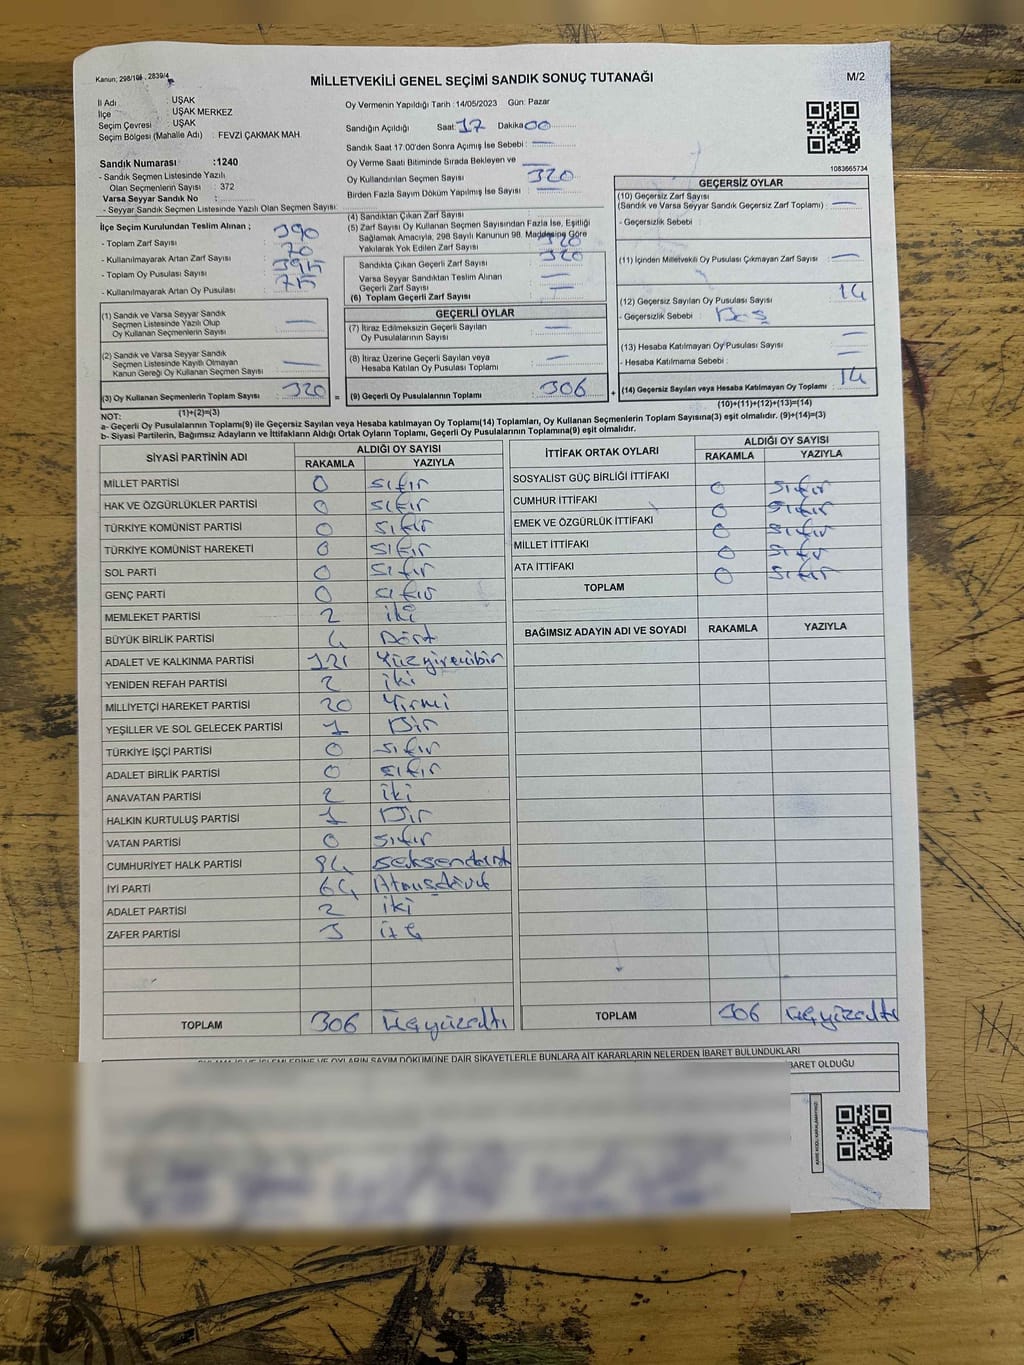 Kanun; 298/105 , 2839/4
MİLLETVEKİLİ GENEL SEÇİMİ SANDIK SONUÇ TUTANAĞI
M/2
İl Adı : UŞAK
İlçe : UŞAK MERKEZ
Seçim Çevresi : UŞAK
Seçim Bölgesi (Mahalle Adı) : FEVZİ ÇAKMAK MAH.
Sandık Numarası :1240
- Sandık Seçmen Listesinde Yazılı
Olan Seçmenlerin Sayısı : 372
Varsa Seyyar Sandık No :
- Seyyar Sandık Seçmen Listesinde Yazılı Olan Seçmen Sayısı:
Oy Vermenin Yapıldığı Tarih :14/05/2023 Gün: Pazar
Sandığın Açıldığı Saat: 17 Dakika 00
Sandık Saat 17.00'den Sonra Açılmış İse Sebebi : —
Oy Verme Saati Bitiminde Sırada Bekleyen ve —
Oy Kullandırılan Seçmen Sayısı 320
Birden Fazla Sayım Döküm Yapılmış İse Sayısı : —
1083665734
İlçe Seçim Kurulundan Teslim Alınan ;
- Toplam Zarf Sayısı : 390
- Kullanılmayarak Artan Zarf Sayısı : 70
- Toplam Oy Pusulası Sayısı : 395
- Kullanılmayarak Artan Oy Pusulası : 75
(1) Sandık ve Varsa Seyyar Sandık
Seçmen Listesinde Yazılı Olup
Oy Kullanan Seçmenlerin Sayısı —
(2) Sandık ve Varsa Seyyar Sandık
Seçmen Listesinde Kayıtlı Olmayan
Kanun Gereği Oy Kullanan Seçmen Sayısı : —
(3) Oy Kullanan Seçmenlerin Toplam Sayısı : 320
(1)+(2)=(3)
(4) Sandıktan Çıkan Zarf Sayısı
(5) Zarf Sayısı Oy Kullanan Seçmen Sayısından Fazla İse, Eşitliği
Sağlamak Amacıyla, 298 Sayılı Kanunun 98. Maddesine Göre
Yakılarak Yok Edilen Zarf Sayısı 320
Sandıkta Çıkan Geçerli Zarf Sayısı 320
Varsa Seyyar Sandıktan Teslim Alınan
Geçerli Zarf Sayısı : —
(6) Toplam Geçerli Zarf Sayısı —
GEÇERLİ OYLAR
(7) İtiraz Edilmeksizin Geçerli Sayılan
Oy Pusulalarının Sayısı : —
(8) İtiraz Üzerine Geçerli Sayılan veya
Hesaba Katılan Oy Pusulası Toplamı : —
= (9) Geçerli Oy Pusulalarının Toplamı : 306
GEÇERSİZ OYLAR
(10) Geçersiz Zarf Sayısı
(Sandık ve Varsa Seyyar Sandık Geçersiz Zarf Toplamı) : —
- Geçersizlik Sebebi :
(11) İçinden Milletvekili Oy Pusulası Çıkmayan Zarf Sayısı : —
(12) Geçersiz Sayılan Oy Pusulası Sayısı : 14
- Geçersizlik Sebebi : Boş
(13) Hesaba Katılmayan Oy Pusulası Sayısı : —
- Hesaba Katılmama Sebebi : —
+ (14) Geçersiz Sayılan veya Hesaba Katılmayan Oy Toplamı : 14
(10)+(11)+(12)+(13)=(14)
NOT:
a- Geçerli Oy Pusulalarının Toplamı(9) ile Geçersiz Sayılan veya Hesaba katılmayan Oy Toplamı(14) Toplamları, Oy Kullanan Seçmenlerin Toplam Sayısına(3) eşit olmalıdır. (9)+(14)=(3)
b- Siyasi Partilerin, Bağımsız Adayların ve İttifakların Aldığı Ortak Oyların Toplamı, Geçerli Oy Pusulalarının Toplamına(9) eşit olmalıdır.
SİYASİ PARTİNİN ADI ALDIĞI OY SAYISI
RAKAMLA YAZIYLA
MİLLET PARTİSİ 0 sıfır
HAK VE ÖZGÜRLÜKLER PARTİSİ 0 sıfır
TÜRKİYE KOMÜNİST PARTİSİ 0 sıfır
TÜRKİYE KOMÜNİST HAREKETİ 0 sıfır
SOL PARTİ 0 sıfır
GENÇ PARTİ 0 sıfır
MEMLEKET PARTİSİ 2 iki
BÜYÜK BİRLİK PARTİSİ 4 Dört
ADALET VE KALKINMA PARTİSİ 121 Yüzyirmibir
YENİDEN REFAH PARTİSİ 2 iki
MİLLİYETÇİ HAREKET PARTİSİ 20 Yirmi
YEŞİLLER VE SOL GELECEK PARTİSİ 1 Bir
TÜRKİYE İŞÇİ PARTİSİ 0 sıfır
ADALET BİRLİK PARTİSİ 0 sıfır
ANAVATAN PARTİSİ 2 iki
HALKIN KURTULUŞ PARTİSİ 1 Bir
VATAN PARTİSİ 0 sıfır
CUMHURİYET HALK PARTİSİ 84 seksendört
İYİ PARTİ 64 Atmışdört
ADALET PARTİSİ 2 iki
ZAFER PARTİSİ 3 üç
TOPLAM 306 üçyüzaltı
İTTİFAK ORTAK OYLARI ALDIĞI OY SAYISI
RAKAMLA YAZIYLA
SOSYALİST GÜÇ BİRLİĞİ İTTİFAKI 0 sıfır
CUMHUR İTTİFAKI 0 sıfır
EMEK VE ÖZGÜRLÜK İTTİFAKI 0 sıfır
MİLLET İTTİFAKI 0 sıfır
ATA İTTİFAKI 0 sıfır
TOPLAM
BAĞIMSIZ ADAYIN ADI VE SOYADI RAKAMLA YAZIYLA
TOPLAM 306 üçyüzaltı
OYLAMA İŞ VE İŞLEMLERİNE VE OYLARIN SAYIM DÖKÜMÜNE DAİR ŞİKAYETLERLE BUNLARA AİT KARARLARIN NELERDEN İBARET BULUNDUKLARI
İBARET OLDUĞU
KARE KODU KARALAMAYINIZ!